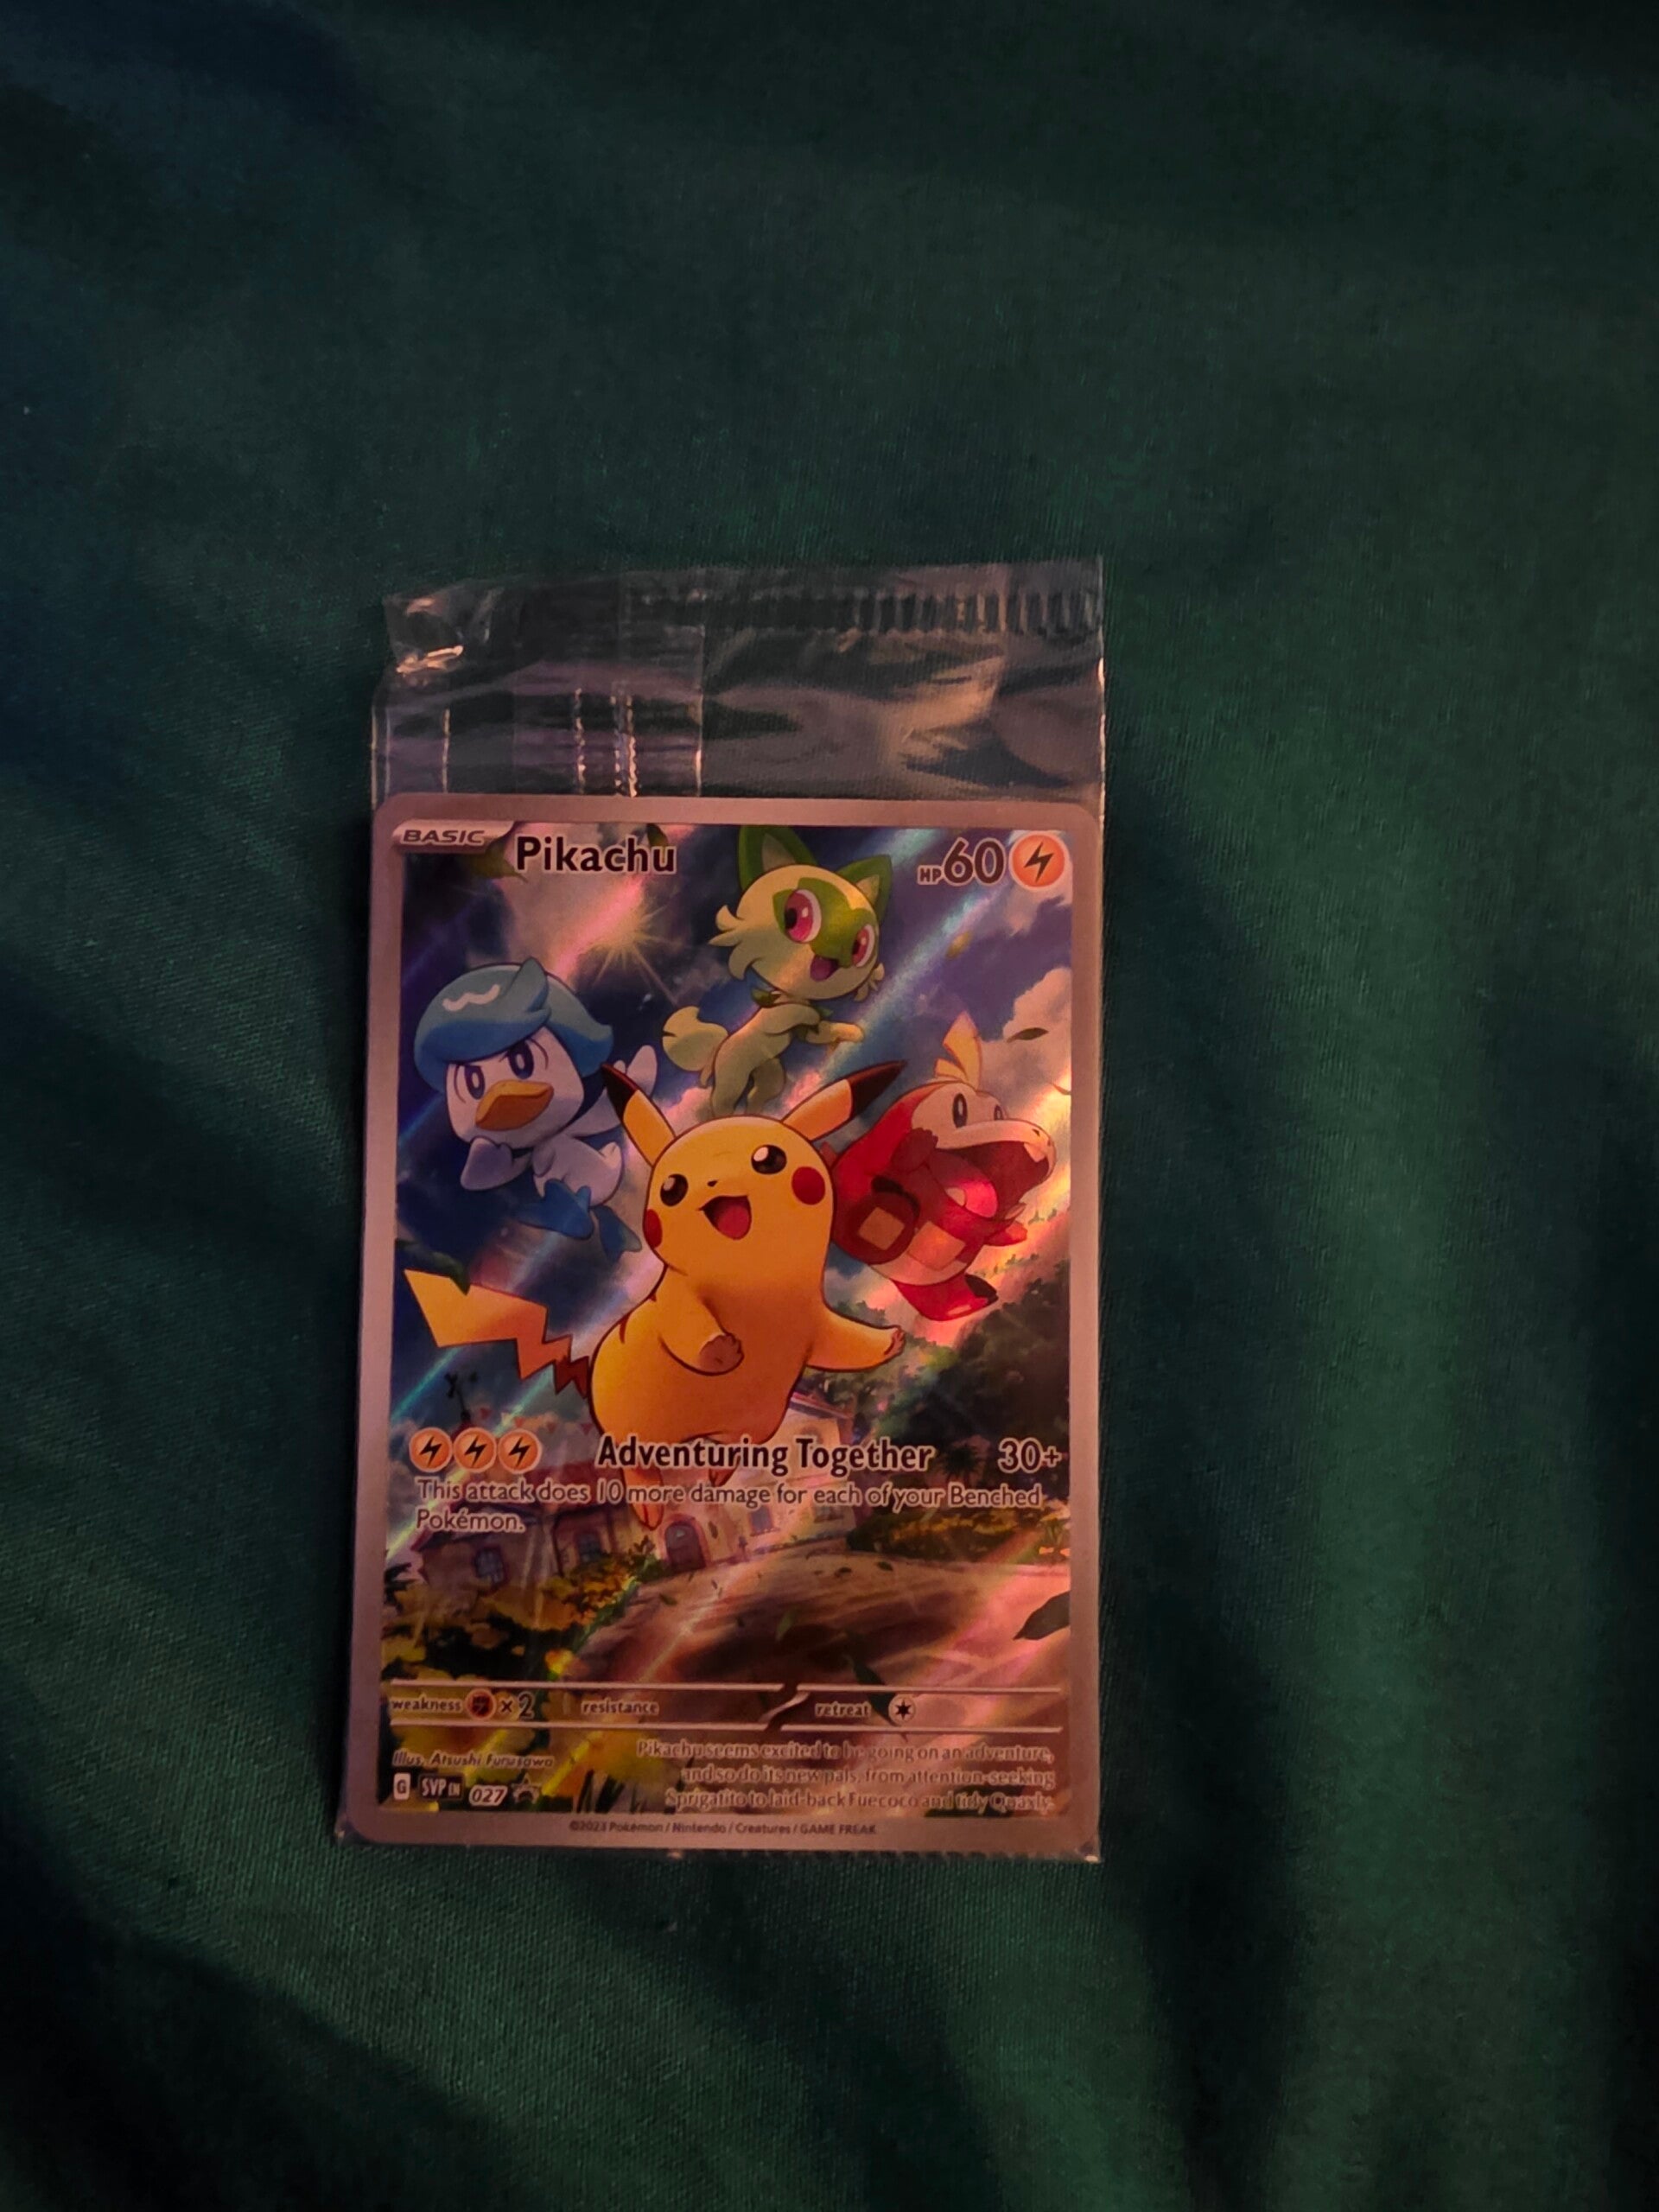 BASIC Pikachu HP 60
Adventuring Together 30+
This attack does 10 more damage for each of your Benched
Pokémon.
weakness ×2 resistance retreat
Illus. Atsushi Furusawa
Pikachu seems excited to be going on an adventure,
and so do its new pals, from attention-seeking
Sprigatito to laid-back Fuecoco and tidy Quaxly.
G SVP EN 027
©2023 Pokémon / Nintendo / Creatures / GAME FREAK